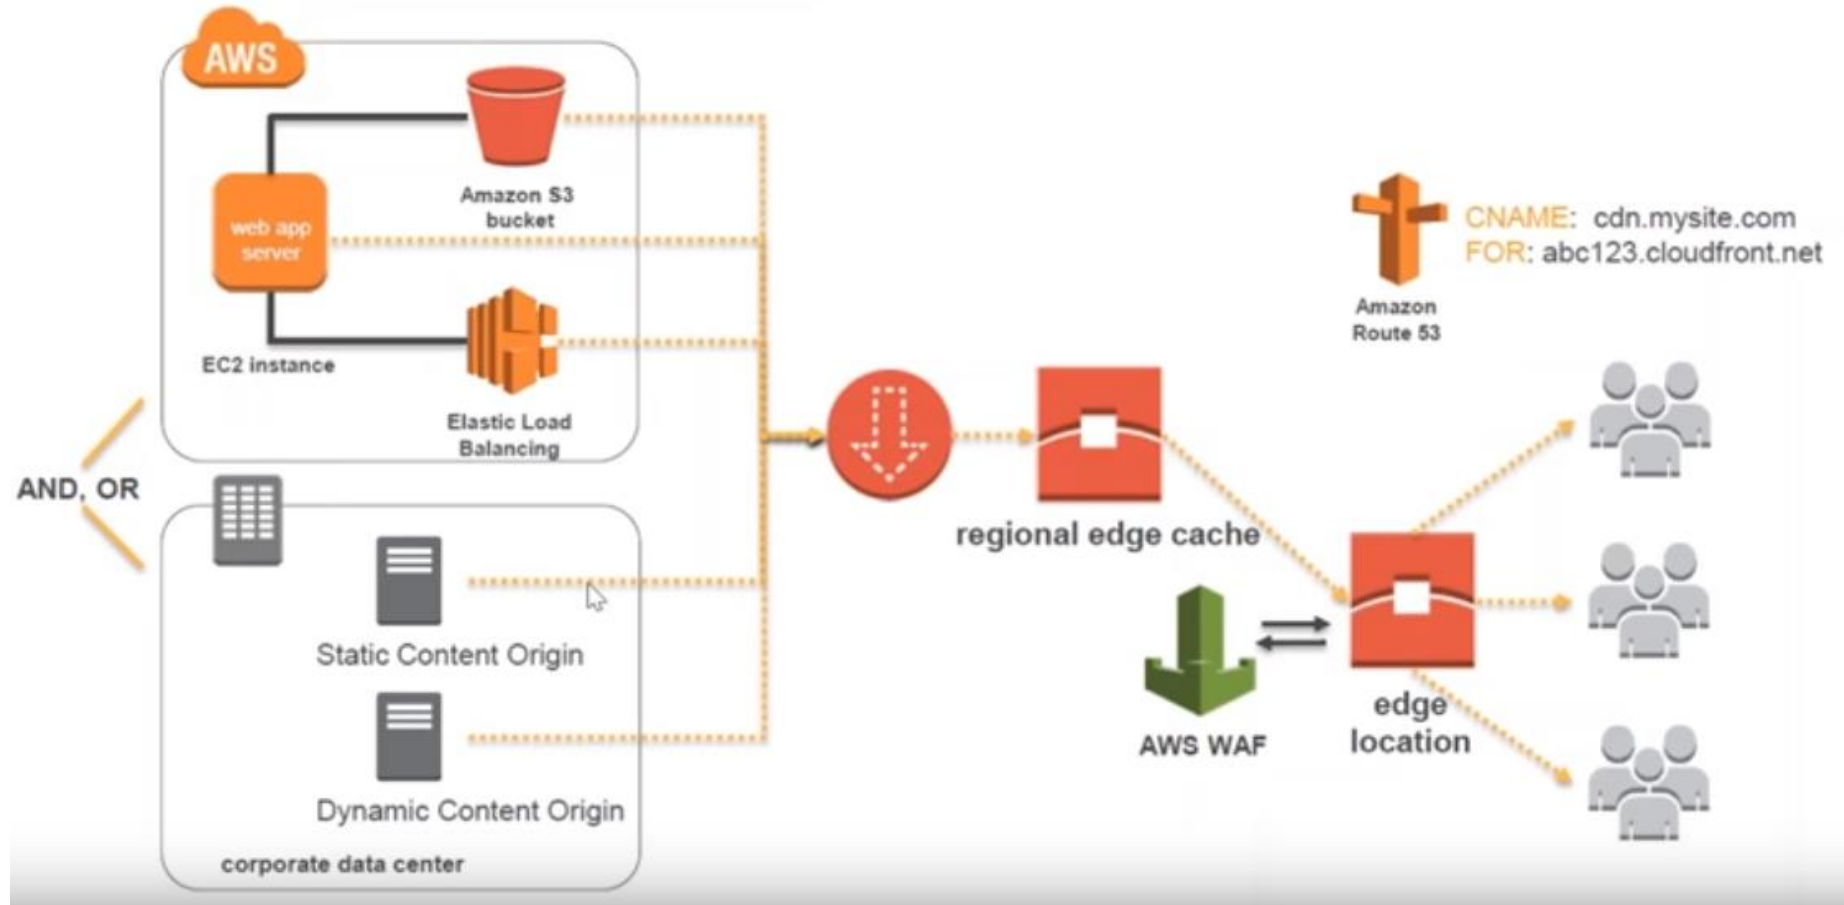 AWS
Amazon S3
bucket
web app
server
EC2 instance
Elastic Load
Balancing
AND, OR
Static Content Origin
Dynamic Content Origin
corporate data center
regional edge cache
AWS WAF
edge
location
Amazon
Route 53
CNAME: cdn.mysite.com
FOR: abc123.cloudfront.net